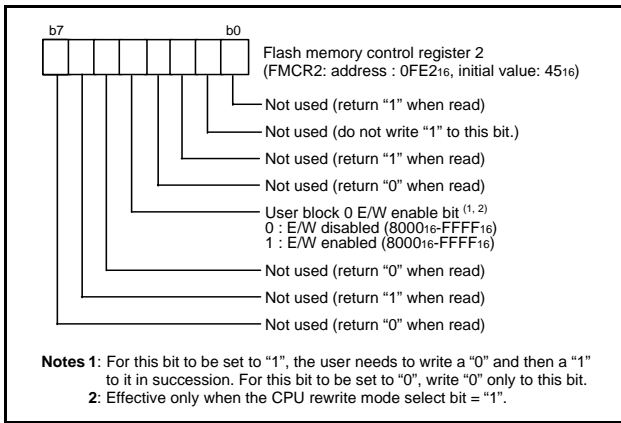 b7 b0
Flash memory control register 2
(FMCR2: address : 0FE216, initial value: 4516)
Not used (return “1” when read)
Not used (do not write “1” to this bit.)
Not used (return “1” when read)
Not used (return “0” when read)
User block 0 E/W enable bit (1, 2)
0 : E/W disabled (800016-FFFF16)
1 : E/W enabled (800016-FFFF16)
Not used (return “0” when read)
Not used (return “1” when read)
Not used (return “0” when read)
Notes 1: For this bit to be set to “1”, the user needs to write a “0” and then a “1”
to it in succession. For this bit to be set to “0”, write “0” only to this bit.
2: Effective only when the CPU rewrite mode select bit = “1”.